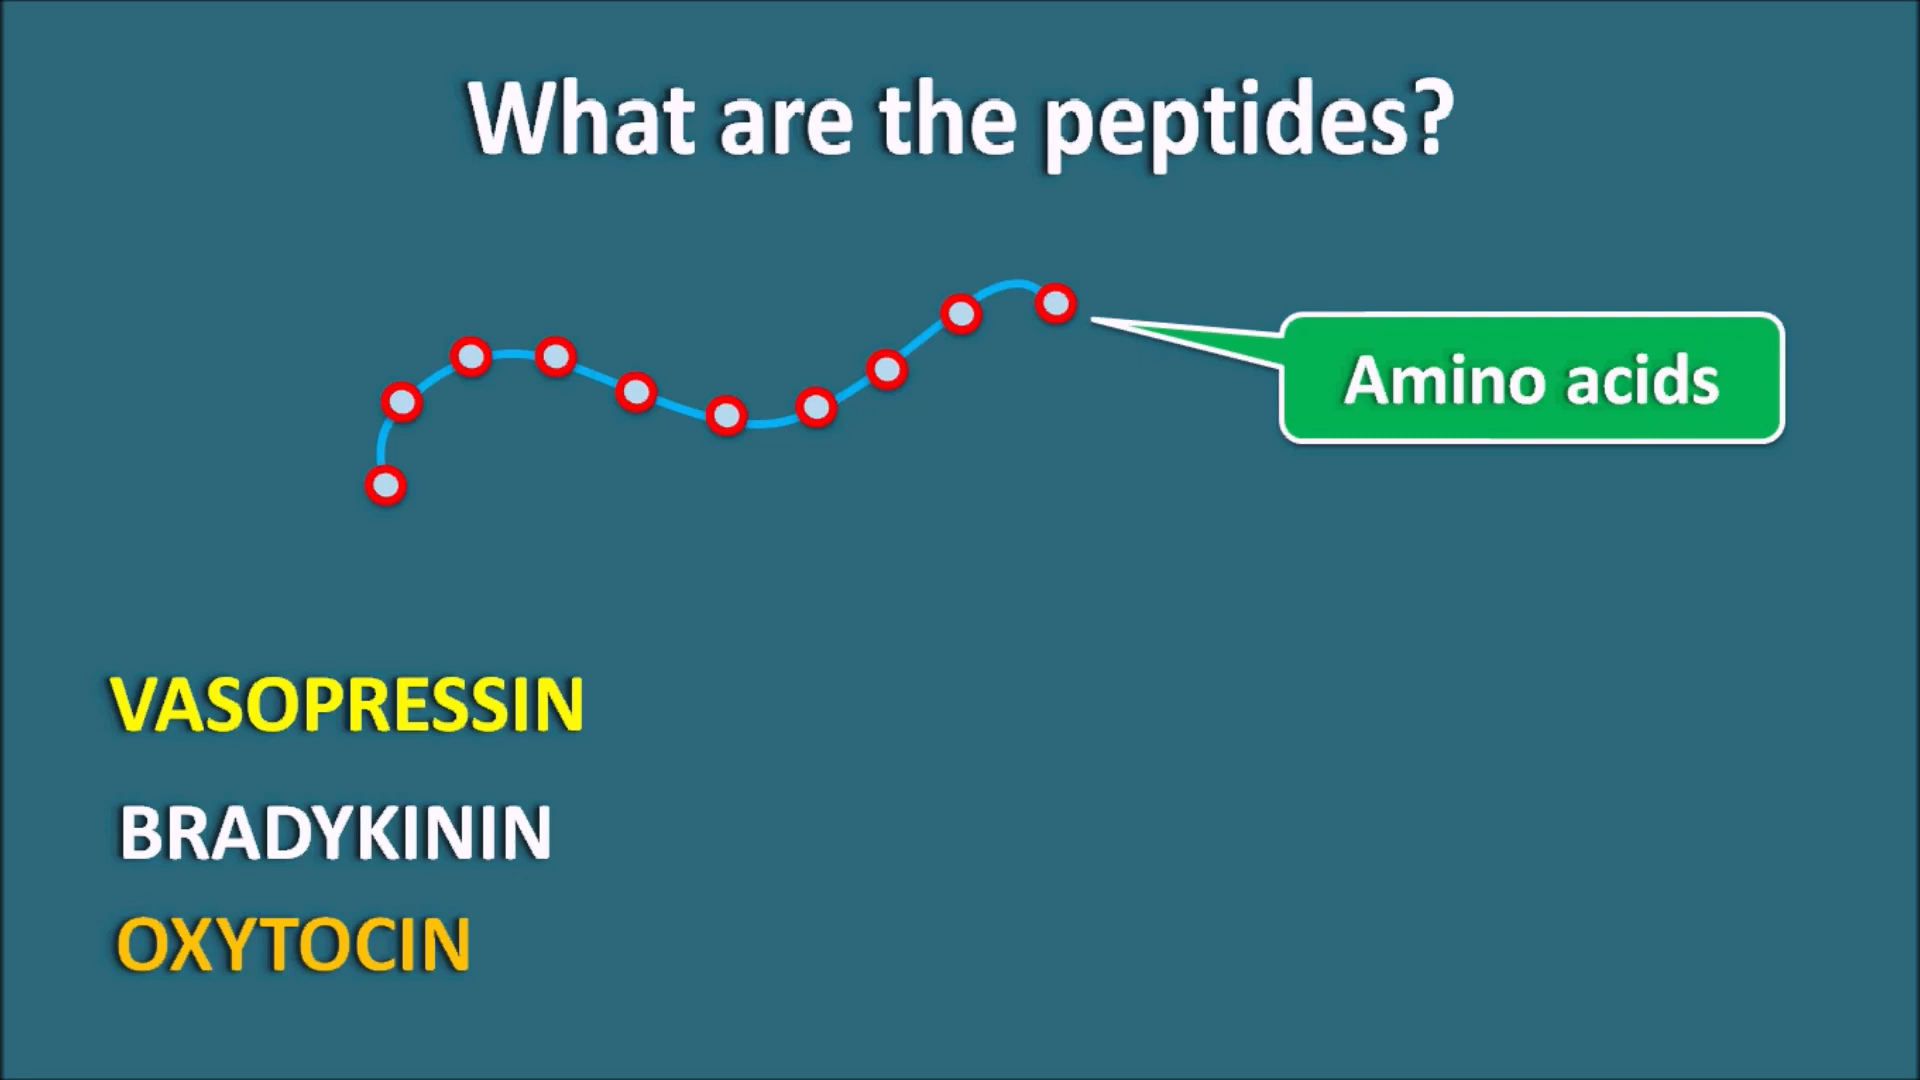 What are the peptides?
Amino acids
VASOPRESSIN
BRADYKININ
OXYTOCIN